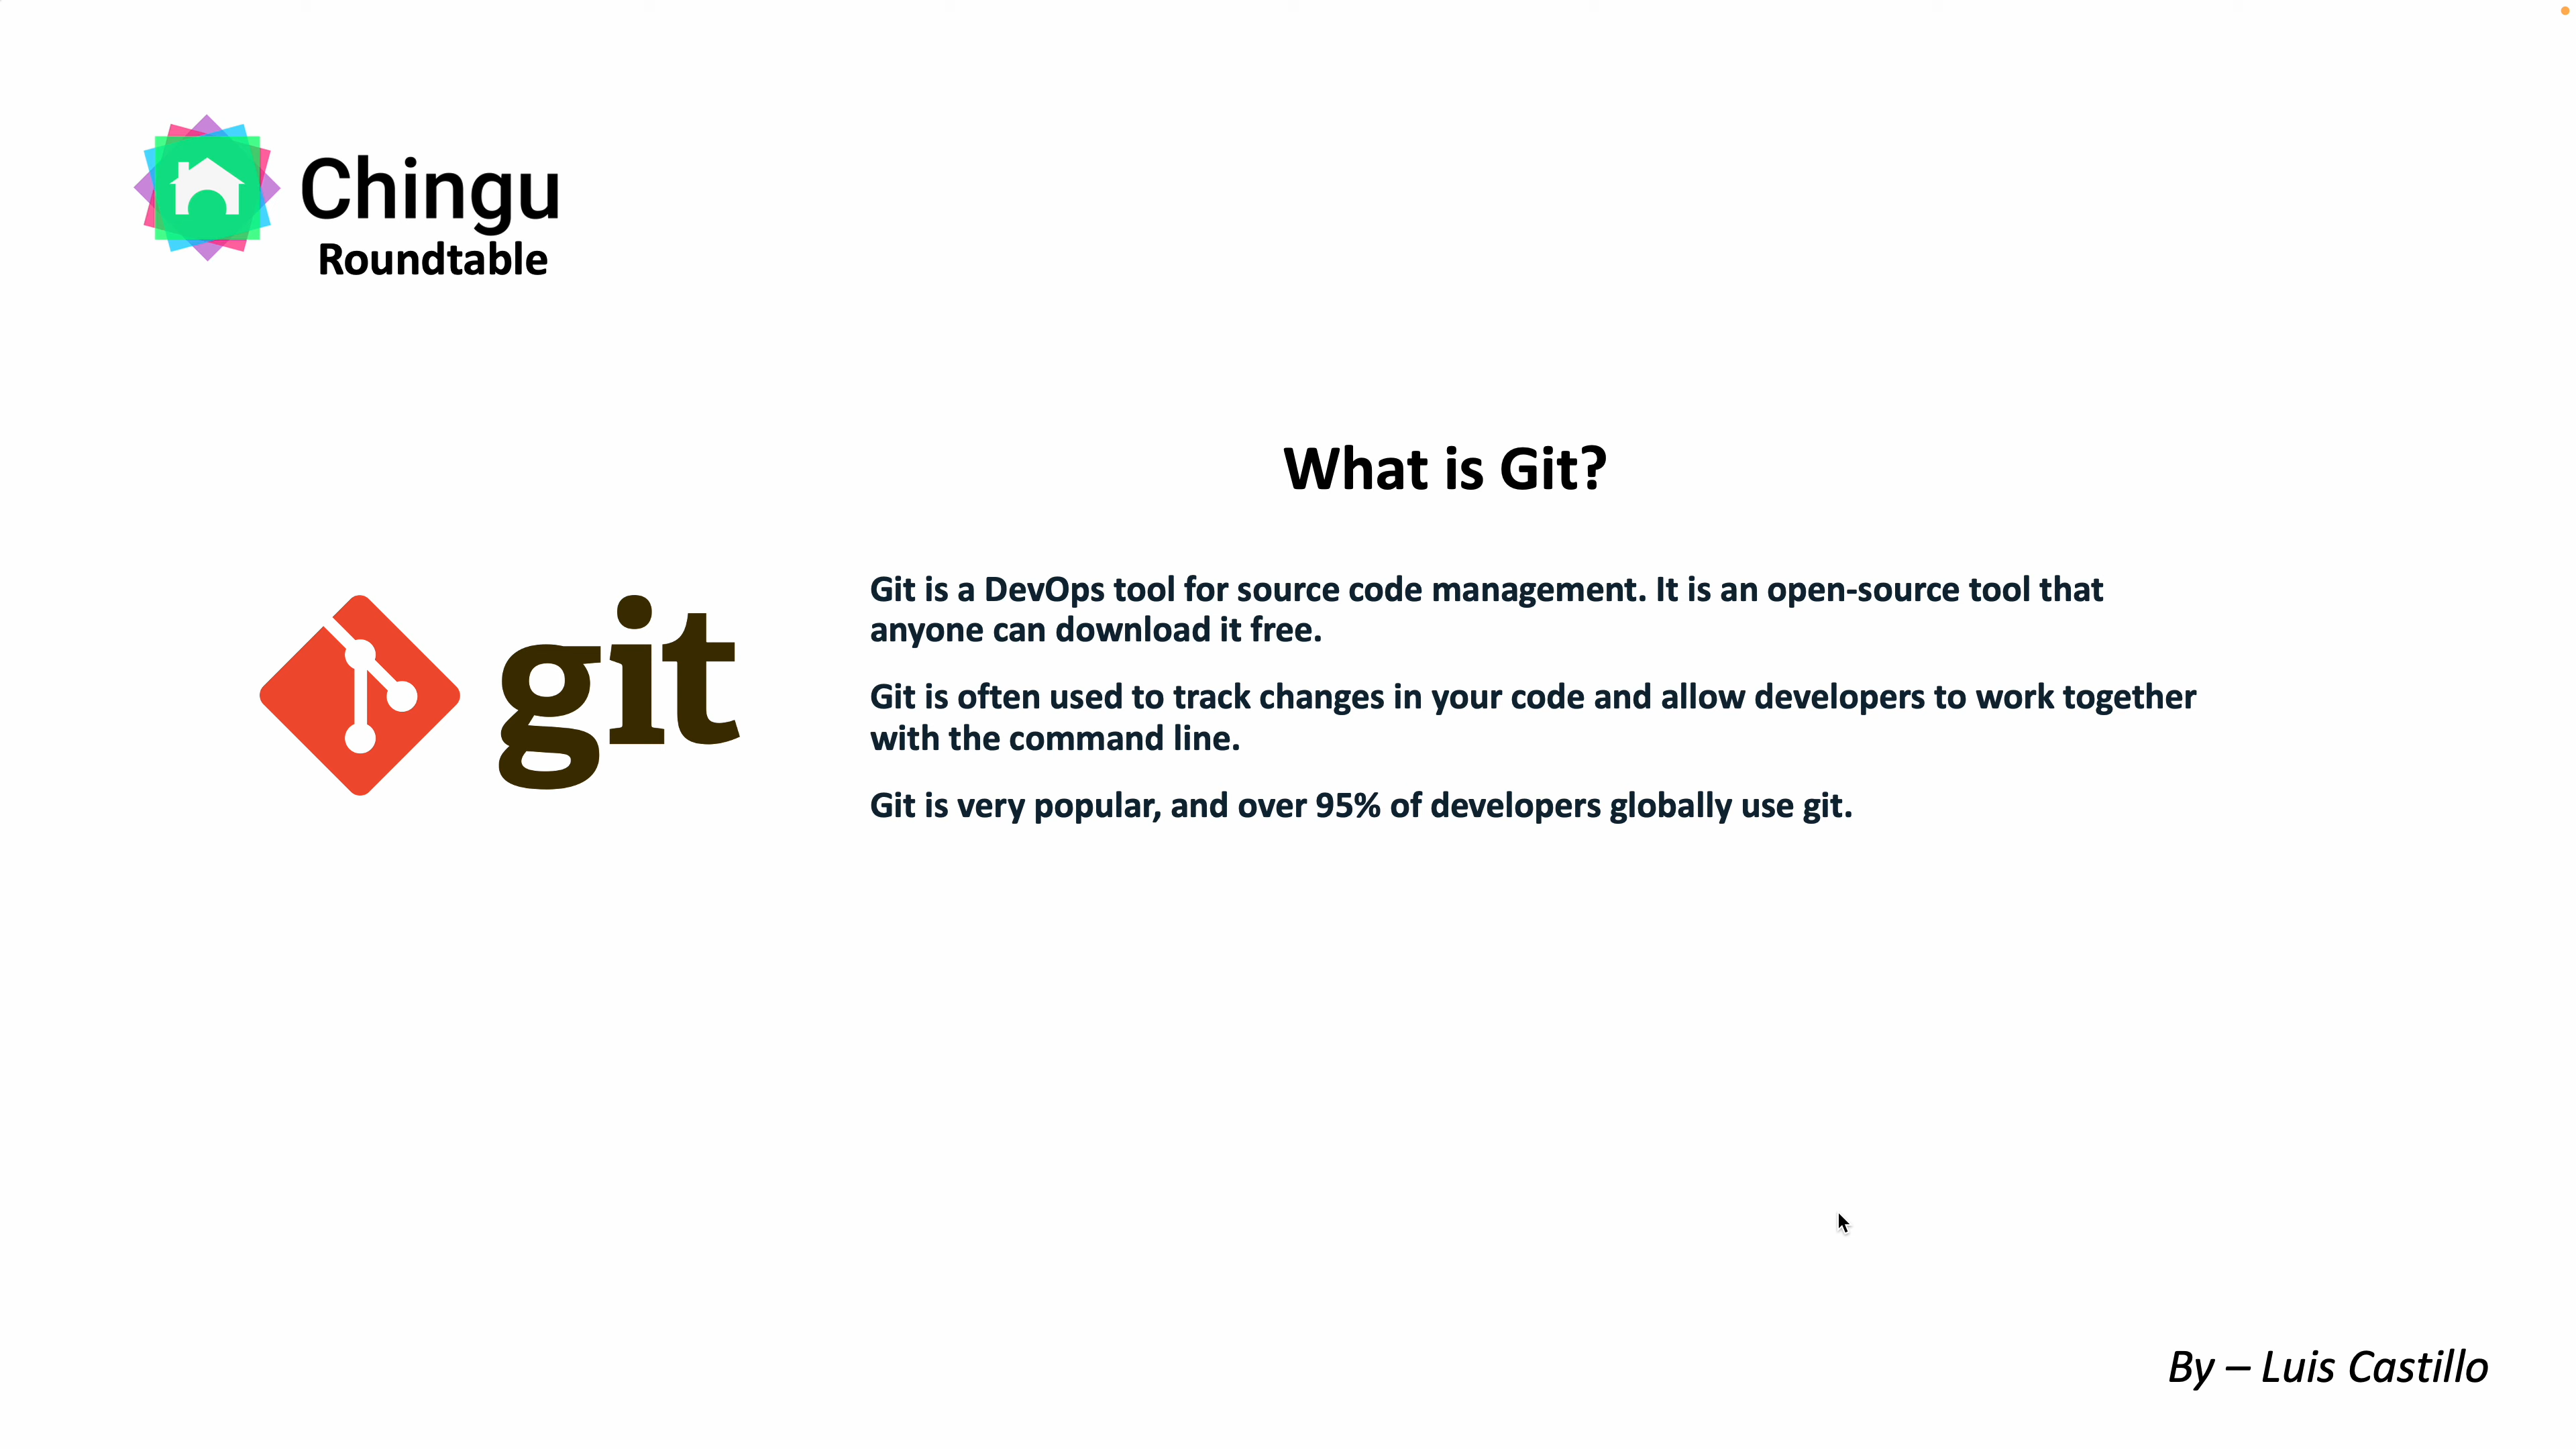 Chingu
Roundtable
What is Git?
git
Git is a DevOps tool for source code management. It is an open-source tool that
anyone can download it free.
Git is often used to track changes in your code and allow developers to work together
with the command line.
Git is very popular, and over 95% of developers globally use git.
By – Luis Castillo